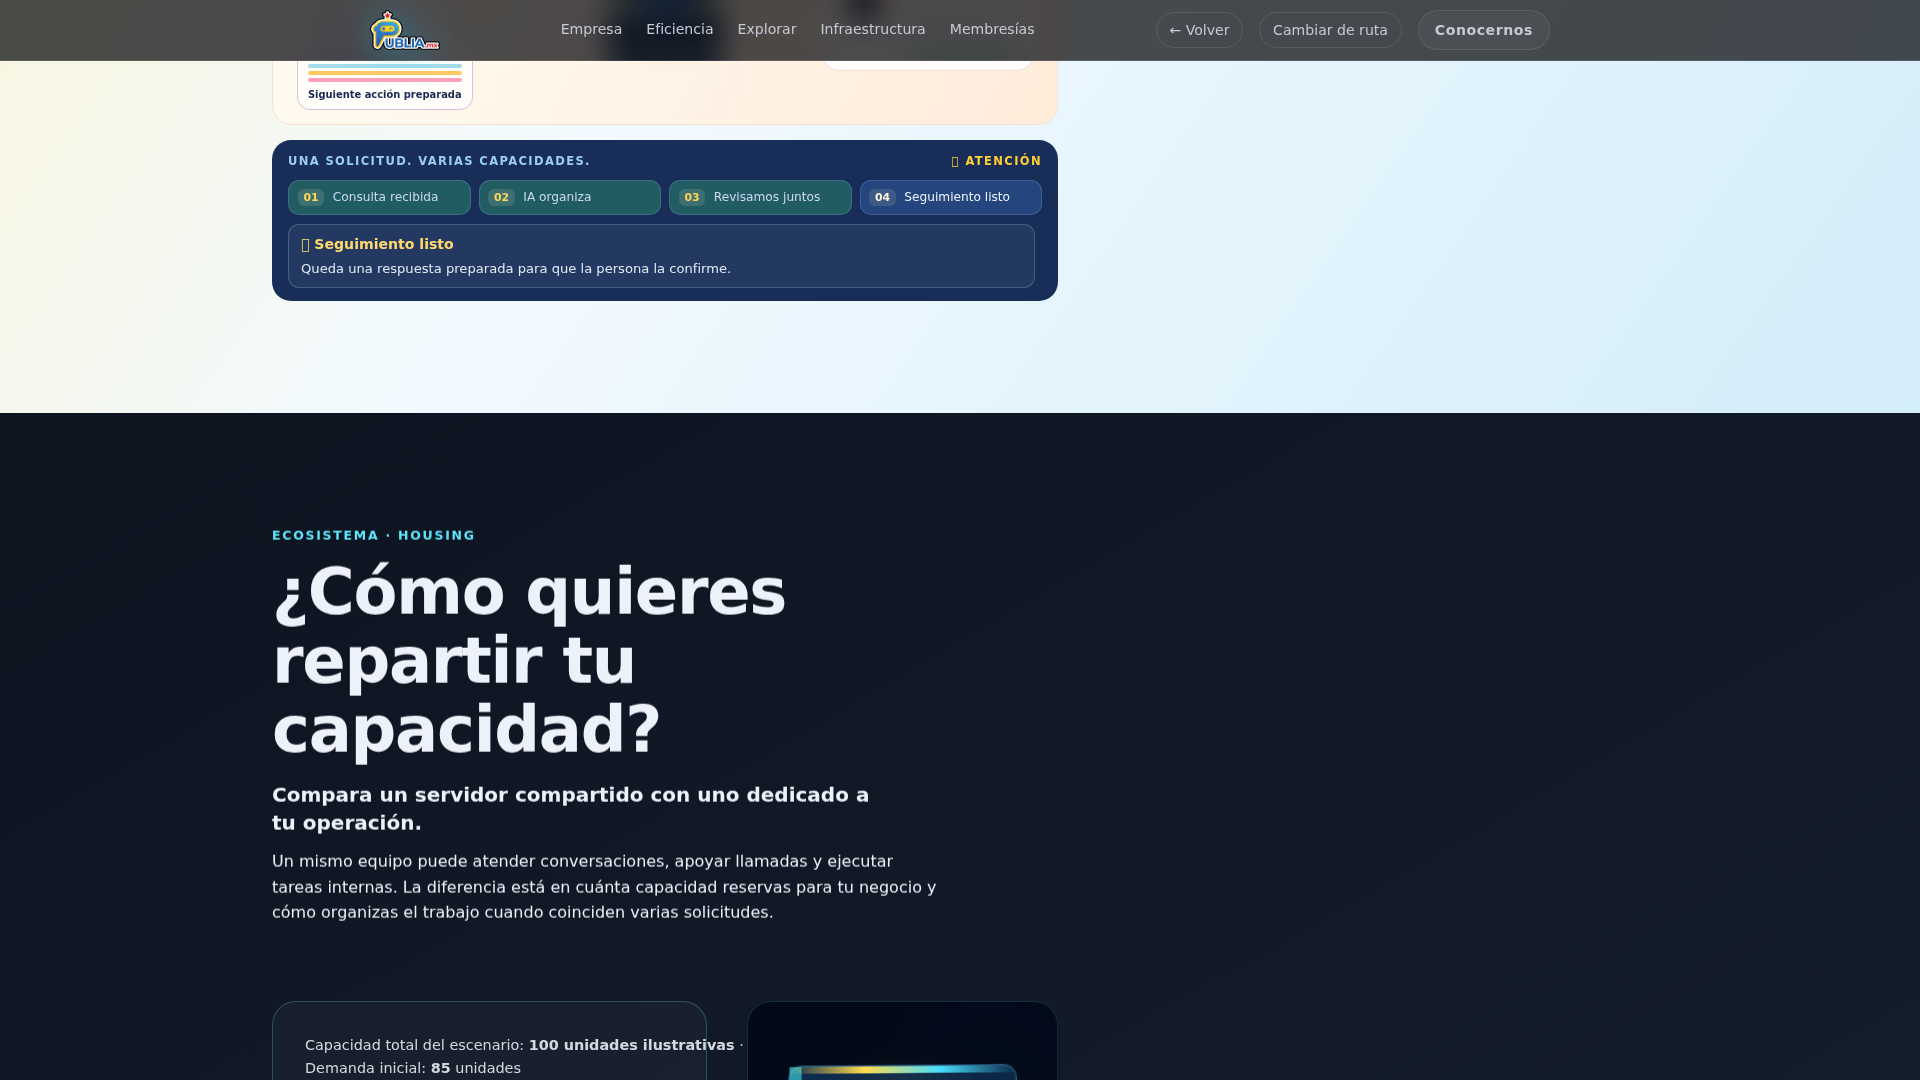 PUBLIA.mx
Empresa Eficiencia Explorar Infraestructura Membresías ← Volver Cambiar de ruta Conocernos
Siguiente acción preparada
UNA SOLICITUD. VARIAS CAPACIDADES. ATENCIÓN
01 Consulta recibida 02 IA organiza 03 Revisamos juntos 04 Seguimiento listo
Seguimiento listo
Queda una respuesta preparada para que la persona la confirme.
ECOSISTEMA · HOUSING
¿Cómo quieres
repartir tu
capacidad?
Compara un servidor compartido con uno dedicado a
tu operación.
Un mismo equipo puede atender conversaciones, apoyar llamadas y ejecutar
tareas internas. La diferencia está en cuánta capacidad reservas para tu negocio y
cómo organizas el trabajo cuando coinciden varias solicitudes.
Capacidad total del escenario: 100 unidades ilustrativas ·
Demanda inicial: 85 unidades